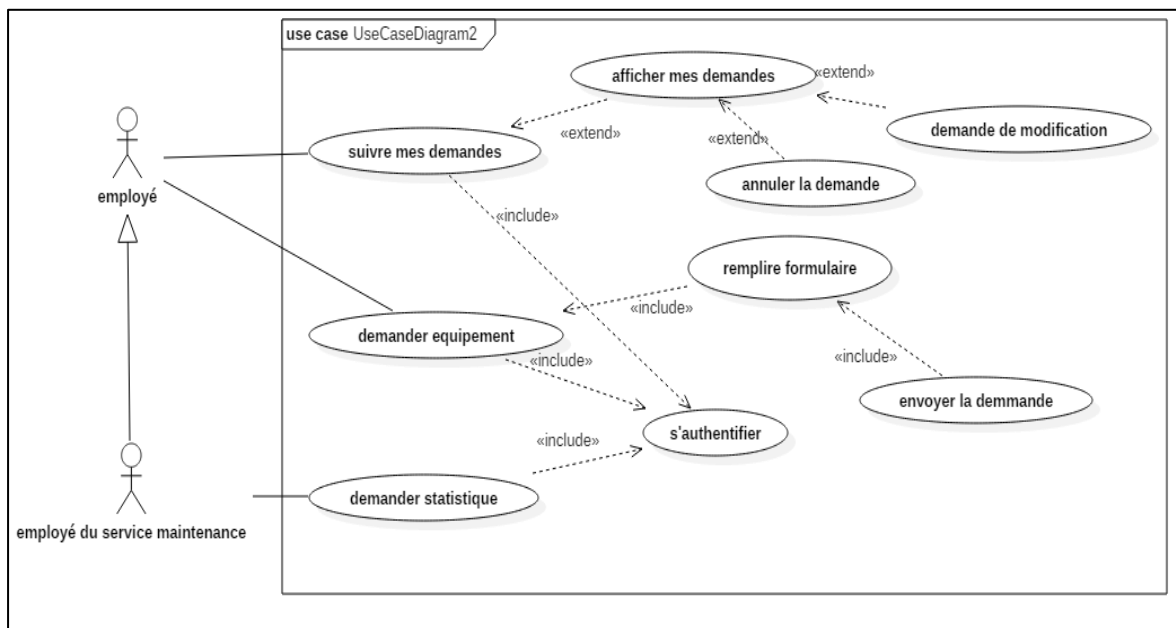 use case UseCaseDiagram2
afficher mes demandes
«extend»
demande de modification
«extend»
suivre mes demandes
«extend»
annuler la demande
employé
«include»
remplire formulaire
«include»
demander equipement
«include»
«include»
envoyer la demmande
s'authentifier
«include»
demander statistique
employé du service maintenance